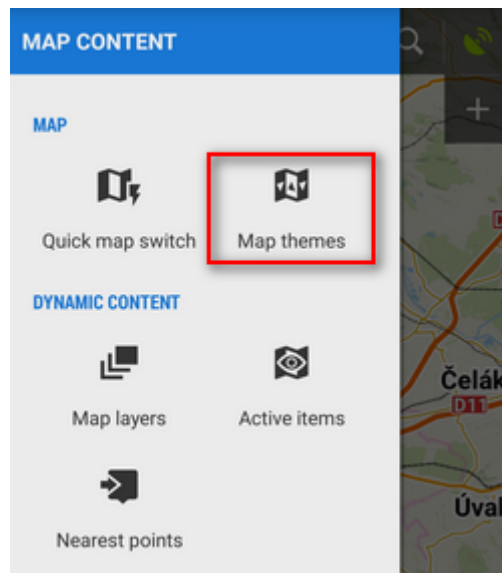 MAP CONTENT
MAP
Quick map switch
Map themes
DYNAMIC CONTENT
Map layers
Active items
Nearest points
Čelák
D11
Úval